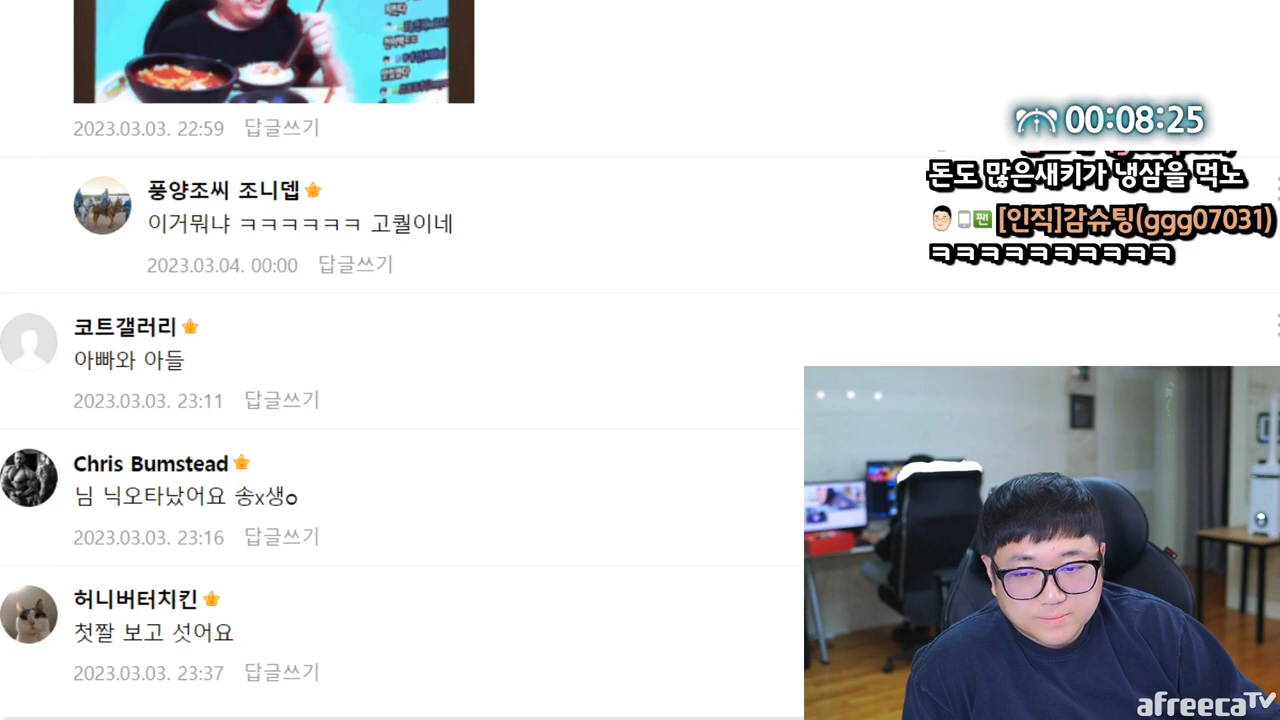 2023.03.03. 22:59 답글쓰기
풍양조씨 조니뎁
이거뭐냐 ㅋㅋㅋㅋㅋㅋ 고퀄이네
2023.03.04. 00:00 답글쓰기
코트갤러리
아빠와 아들
2023.03.03. 23:11 답글쓰기
Chris Bumstead
님 닉오타났어요 송x생o
2023.03.03. 23:16 답글쓰기
허니버터치킨
첫짤 보고 섯어요
2023.03.03. 23:37 답글쓰기
00:08:25
돈도 많은새키가 냉삼을 먹노
팬 [인직]감슈팅(ggg07031)
ㅋㅋㅋㅋㅋㅋㅋㅋㅋㅋ
afreecaTV